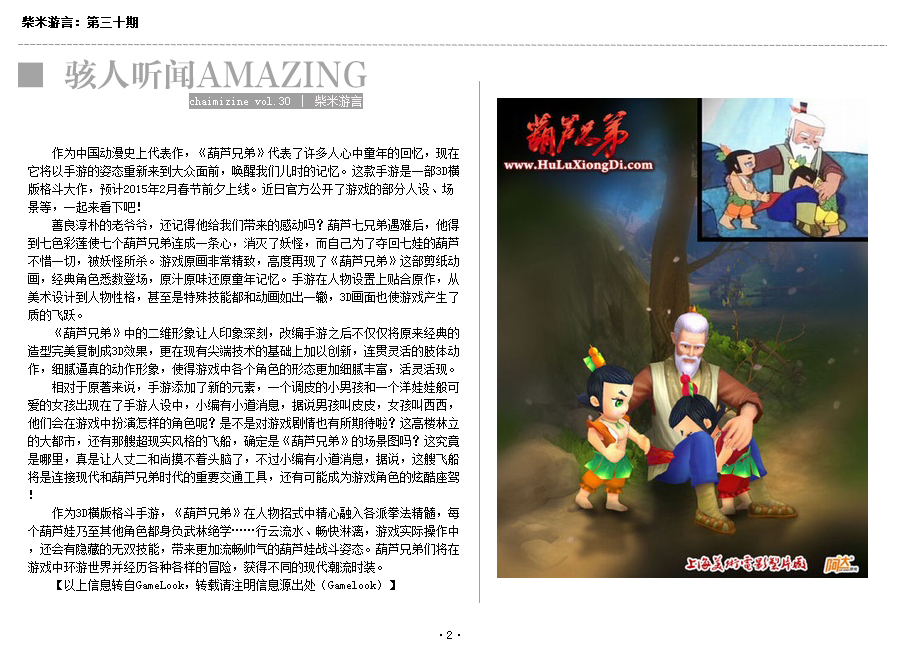 柴米游言：第三十期
骇人听闻AMAZING
chaimizine vol.30 ｜ 柴米游言
作为中国动漫史上代表作，《葫芦兄弟》代表了许多人心中童年的回忆，现在
它将以手游的姿态重新来到大众面前，唤醒我们儿时的记忆。这款手游是一部3D横
版格斗大作，预计2015年2月春节前夕上线。近日官方公开了游戏的部分人设、场
景等，一起来看下吧！
善良淳朴的老爷爷，还记得他给我们带来的感动吗？葫芦七兄弟遇难后，他得
到七色彩莲使七个葫芦兄弟连成一条心，消灭了妖怪，而自己为了夺回七娃的葫芦
不惜一切，被妖怪所杀。游戏原画非常精致，高度再现了《葫芦兄弟》这部剪纸动
画，经典角色悉数登场，原汁原味还原童年记忆。手游在人物设置上贴合原作，从
美术设计到人物性格，甚至是特殊技能都和动画如出一辙，3D画面也使游戏产生了
质的飞跃。
《葫芦兄弟》中的二维形象让人印象深刻，改编手游之后不仅仅将原来经典的
造型完美复制成3D效果，更在现有尖端技术的基础上加以创新，连贯灵活的肢体动
作，细腻逼真的动作形象，使得游戏中各个角色的形态更加细腻丰富，活灵活现。
相对于原著来说，手游添加了新的元素，一个调皮的小男孩和一个洋娃娃般可
爱的女孩出现在了手游人设中，小编有小道消息，据说男孩叫皮皮，女孩叫西西，
他们会在游戏中扮演怎样的角色呢？是不是对游戏剧情也有所期待啦？这高楼林立
的大都市，还有那艘超现实风格的飞船，确定是《葫芦兄弟》的场景图吗？这究竟
是哪里，真是让人丈二和尚摸不着头脑了，不过小编有小道消息，据说，这艘飞船
将是连接现代和葫芦兄弟时代的重要交通工具，还有可能成为游戏角色的炫酷座驾
！
作为3D横版格斗手游，《葫芦兄弟》在人物招式中精心融入各派拳法精髓，每
个葫芦娃乃至其他角色都身负武林绝学……行云流水、畅快淋漓，游戏实际操作中
，还会有隐藏的无双技能，带来更加流畅帅气的葫芦娃战斗姿态。葫芦兄弟们将在
游戏中环游世界并经历各种各样的冒险，获得不同的现代潮流时装。
【以上信息转自GameLook，转载请注明信息源出处（Gamelook）】
葫芦兄弟
www.HuLuXiongDi.com
上海美術電影製片廠
阿达
·2·